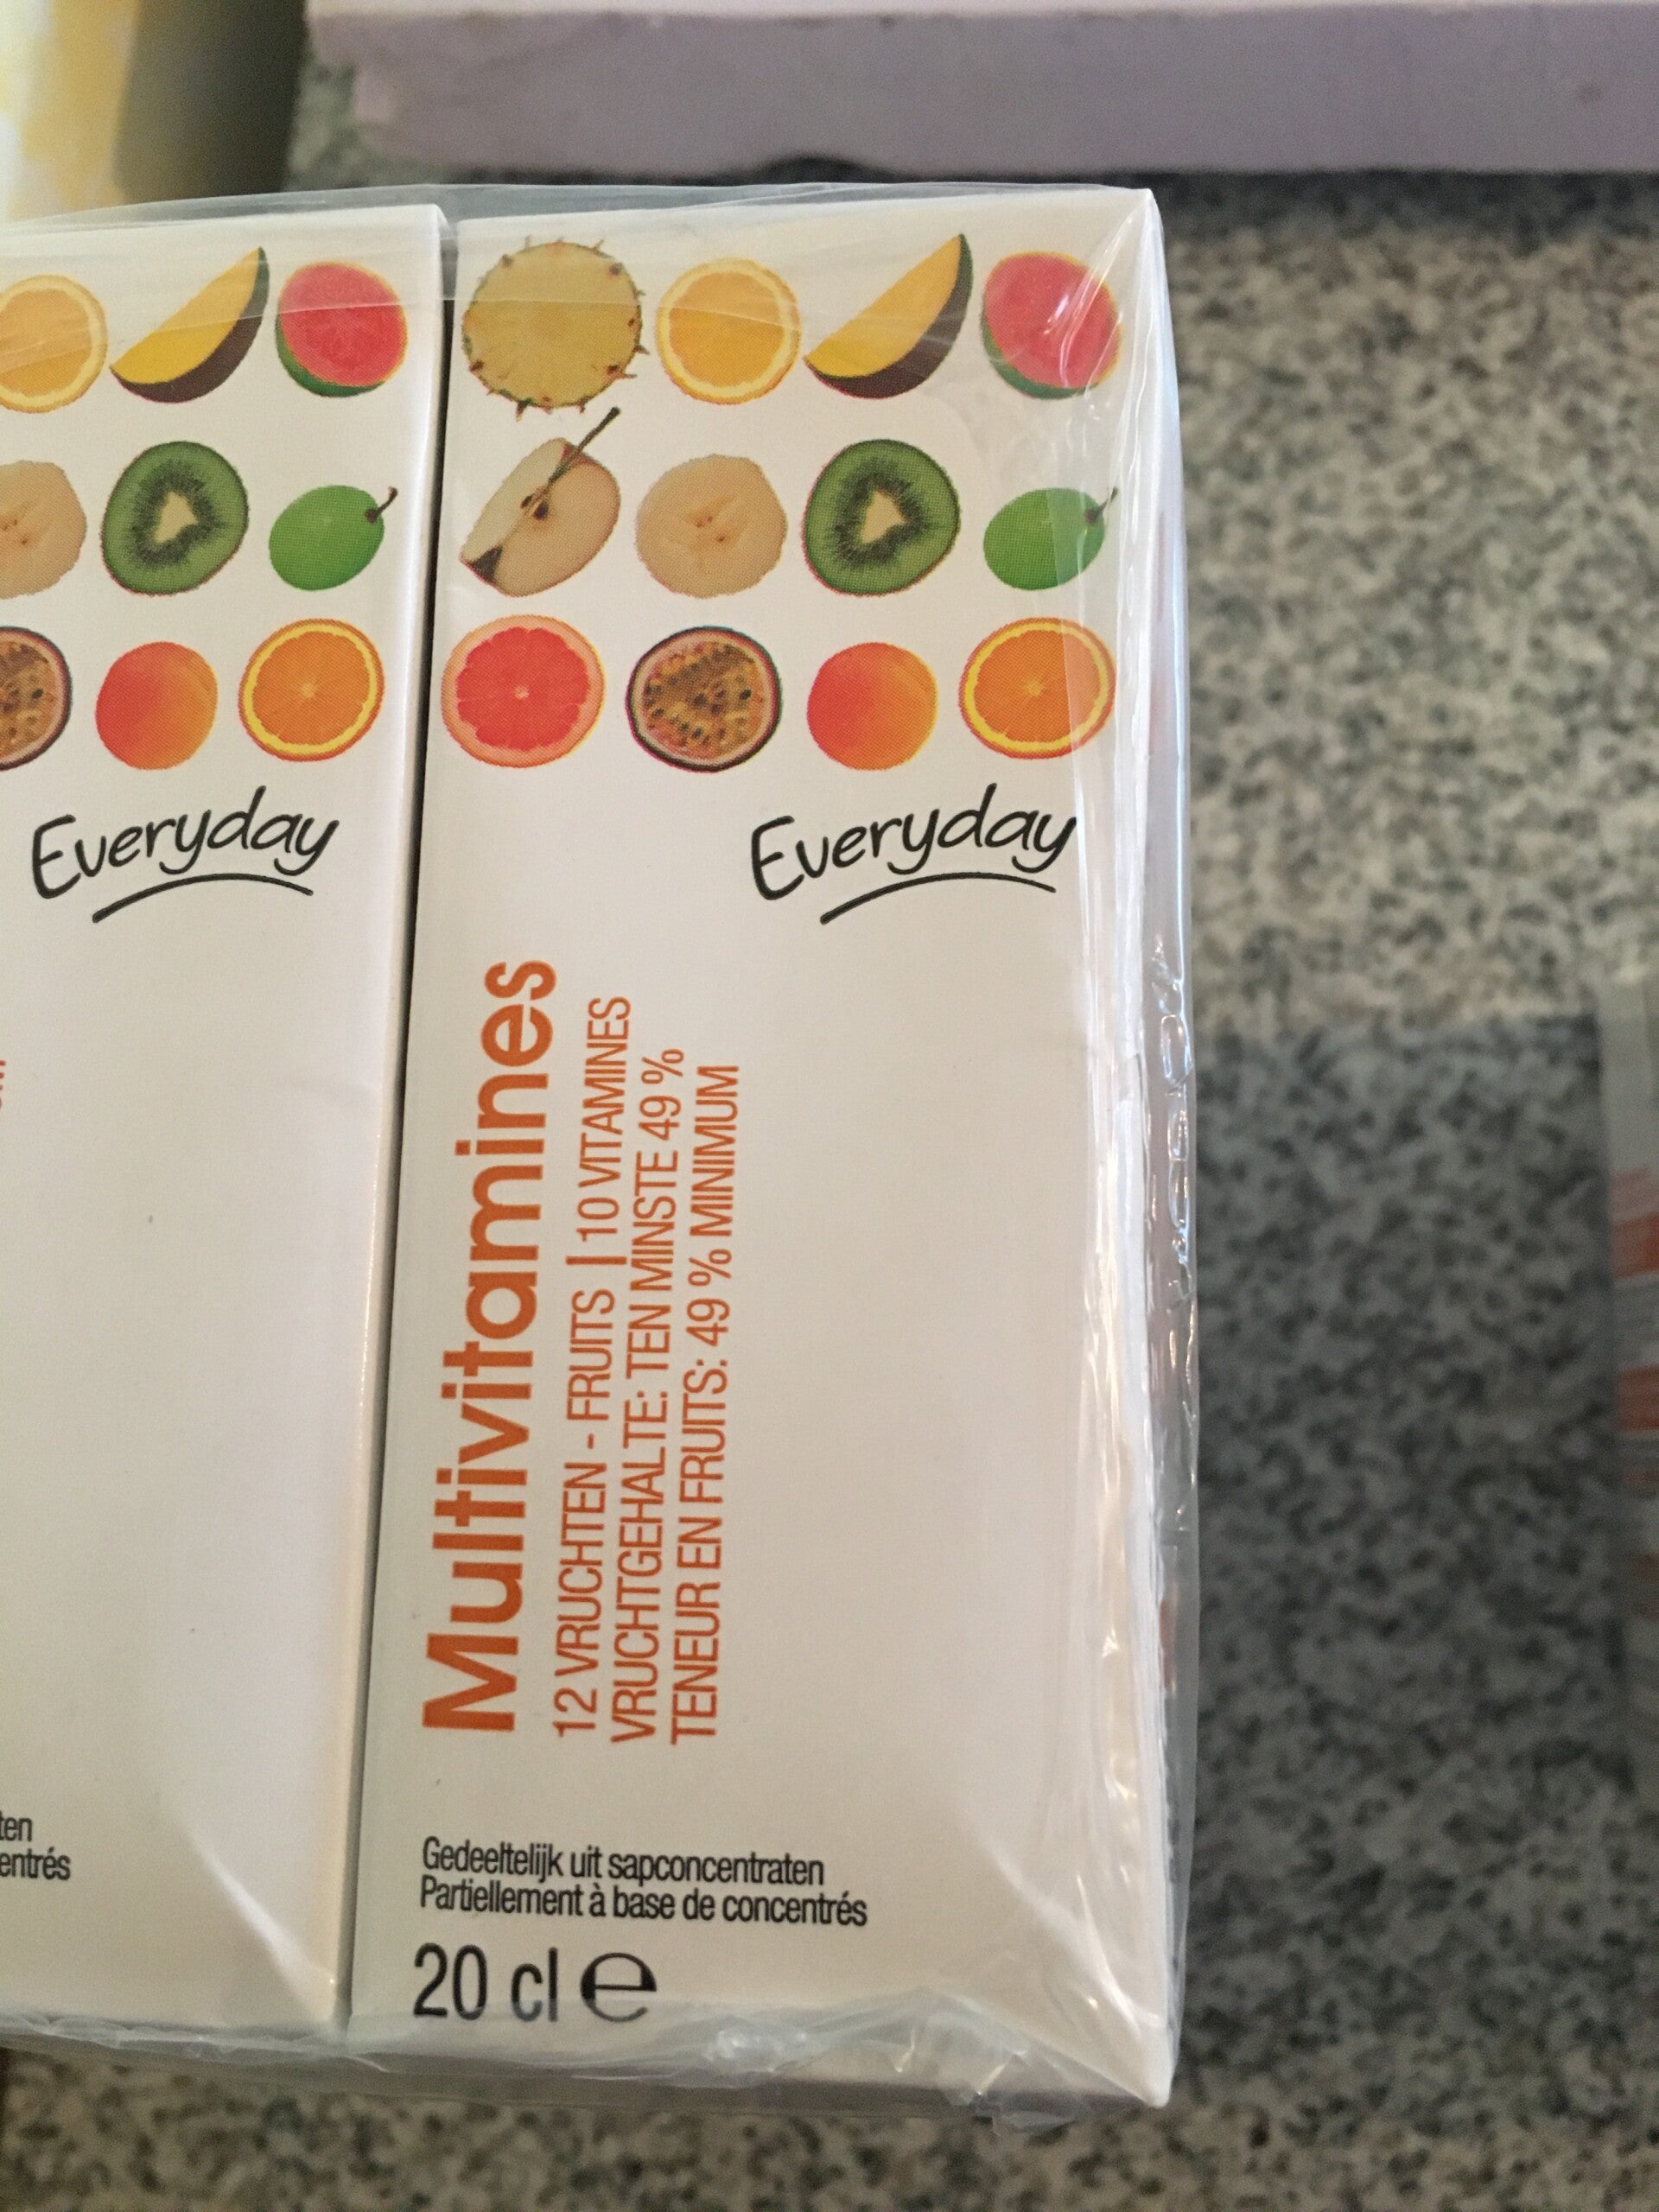 Everyday
ten
entrés
Everyday
Multivitamines
12 VRUCHTEN - FRUITS | 10 VITAMINES
VRUCHTGEHALTE: TEN MINSTE 49 %
TENEUR EN FRUITS: 49 % MINIMUM
Gedeeltelijk uit sapconcentraten
Partiellement à base de concentrés
20 cl e